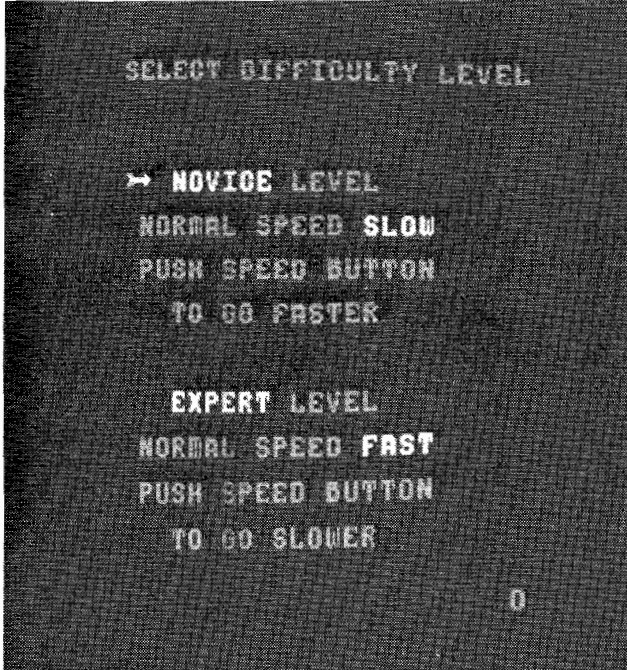 SELECT DIFFICULTY LEVEL
↣ NOVICE LEVEL
NORMAL SPEED SLOW
PUSH SPEED BUTTON
TO GO FASTER
EXPERT LEVEL
NORMAL SPEED FAST
PUSH SPEED BUTTON
TO GO SLOWER
0